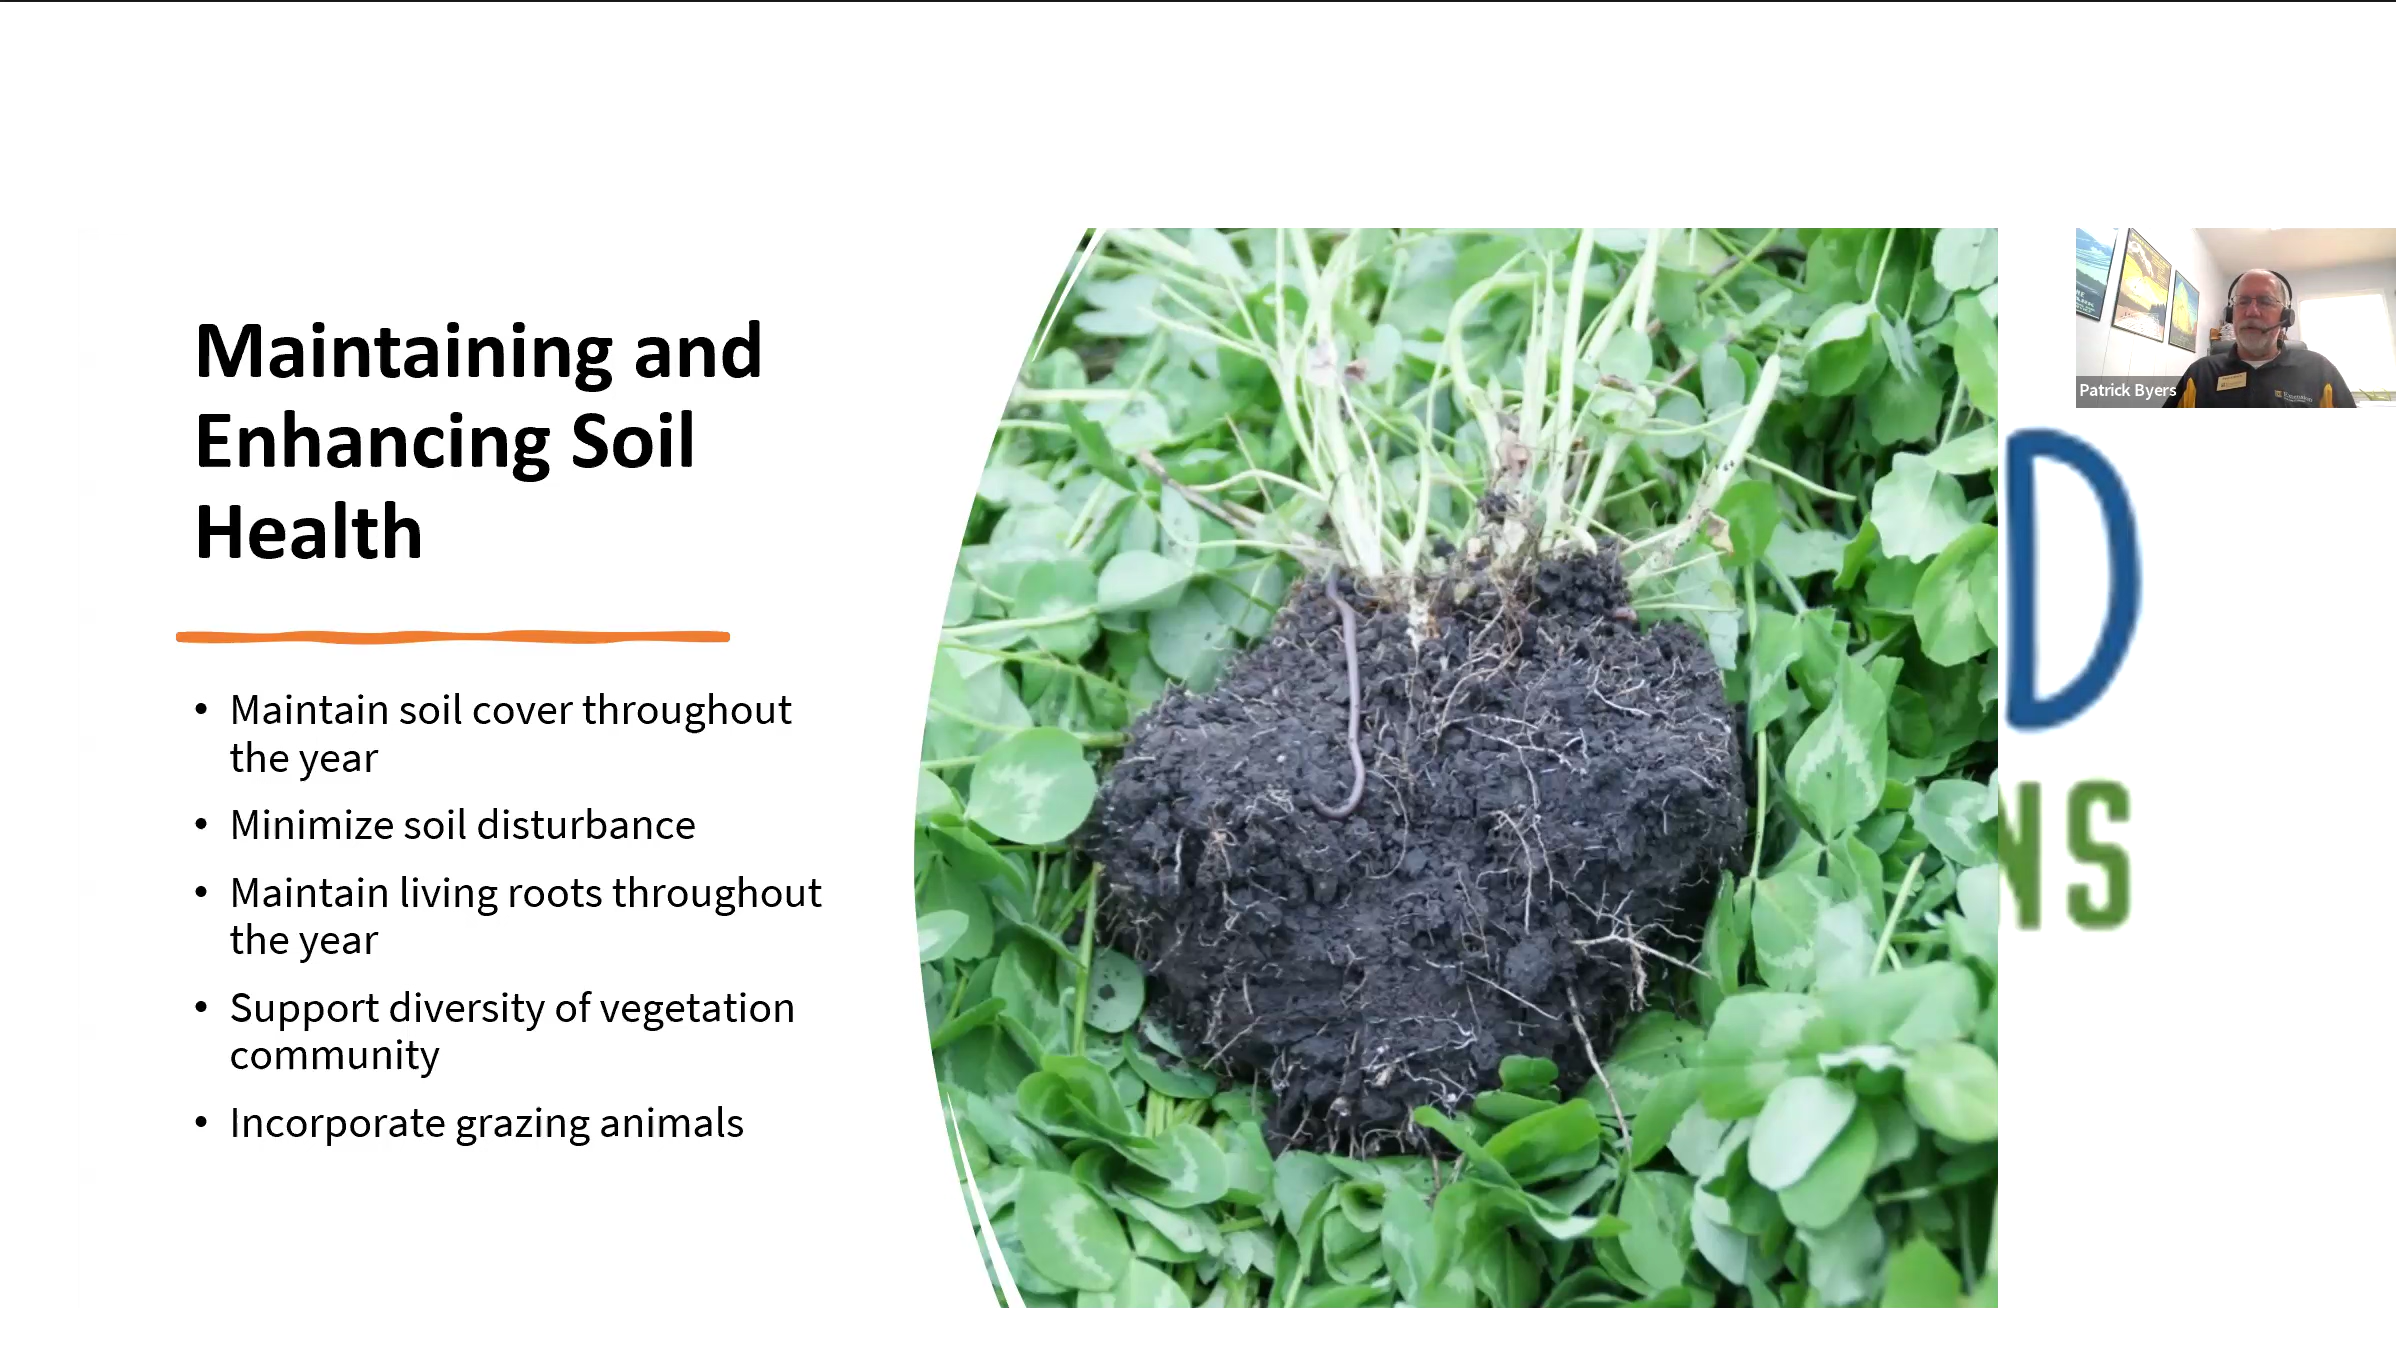 Maintaining and
Enhancing Soil
Health
• Maintain soil cover throughout
the year
• Minimize soil disturbance
• Maintain living roots throughout
the year
• Support diversity of vegetation
community
• Incorporate grazing animals
Patrick Byers
D
NS